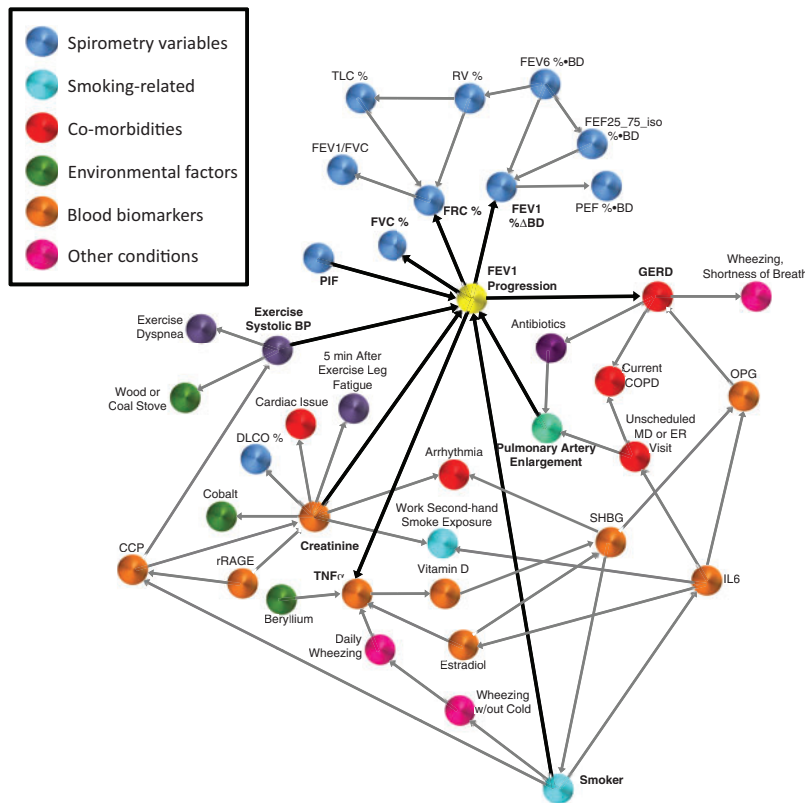 Spirometry variables
Smoking-related
Co-morbidities
Environmental factors
Blood biomarkers
Other conditions
FEV6 %•BD
TLC %
RV %
FEF25_75_iso
%•BD
FEV1/FVC
FRC %
FEV1
%ΔBD
PEF %•BD
FVC %
PIF
FEV1
Progression
GERD
Wheezing,
Shortness of Breath
Exercise
Systolic BP
Exercise
Dyspnea
Antibiotics
5 min After
Exercise Leg
Fatigue
Current
COPD
OPG
Wood or
Coal Stove
Cardiac Issue
Unscheduled
MD or ER
Visit
Pulmonary Artery
Enlargement
DLCO %
Arrhythmia
Cobalt
Work Second-hand
Smoke Exposure
SHBG
Creatinine
CCP
rRAGE
TNFα
Vitamin D
IL6
Beryllium
Daily
Wheezing
Estradiol
Wheezing
w/out Cold
Smoker